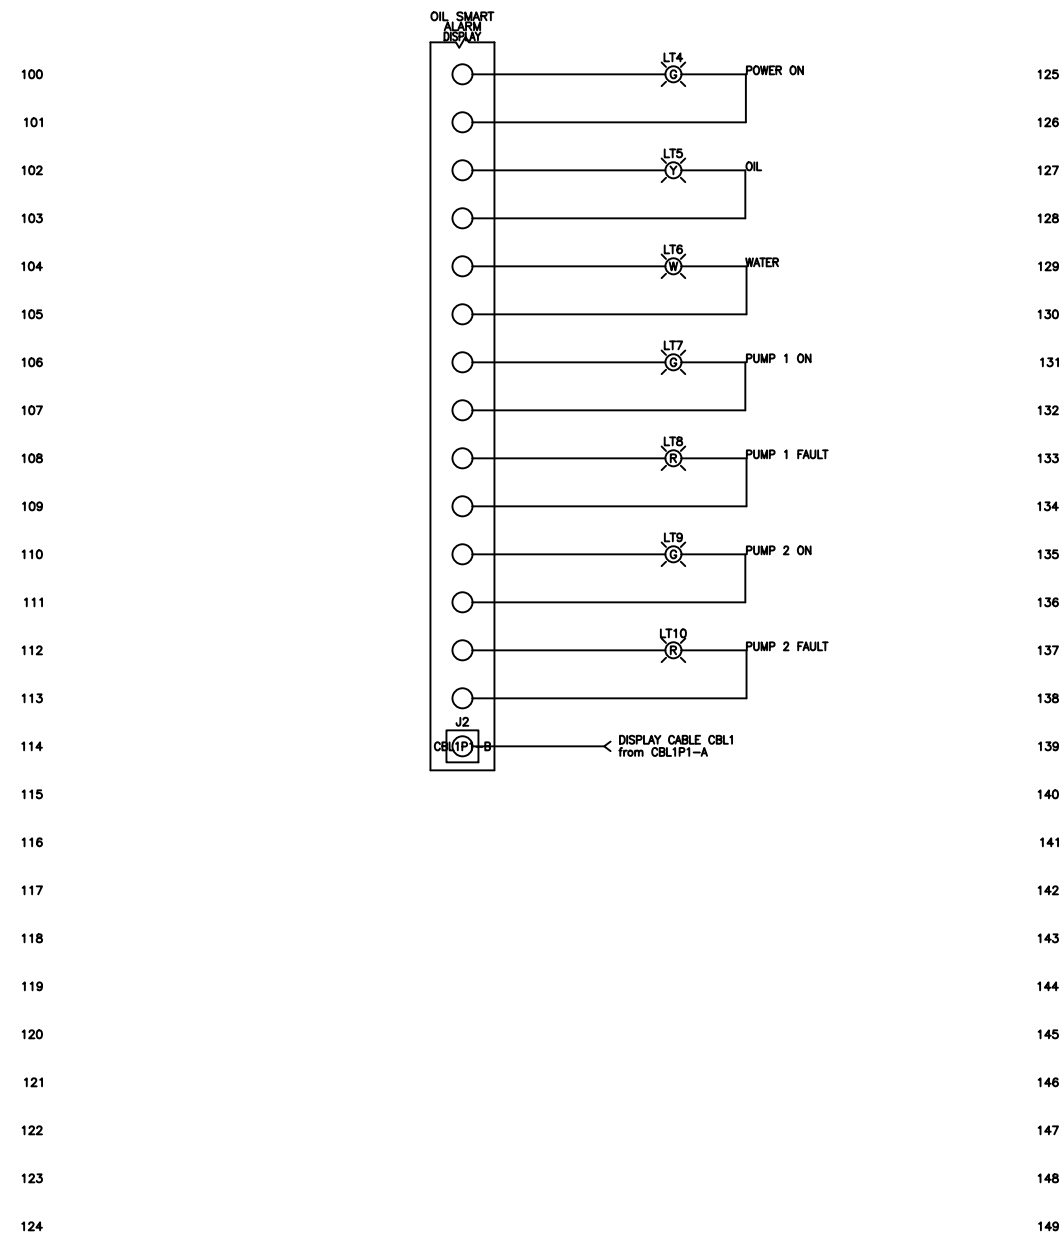 OIL SMART
ALARM
DISPLAY
LT4
100 G POWER ON 125
101 126
LT5
102 Y OIL 127
103 128
LT6
104 W WATER 129
105 130
LT7
106 G PUMP 1 ON 131
107 132
LT8
108 R PUMP 1 FAULT 133
109 134
LT9
110 G PUMP 2 ON 135
111 136
LT10
112 R PUMP 2 FAULT 137
113 138
J2
DISPLAY CABLE CBL1
114 CBL1P1-B 139
from CBL1P1-A
115 140
116 141
117 142
118 143
119 144
120 145
121 146
122 147
123 148
124 149